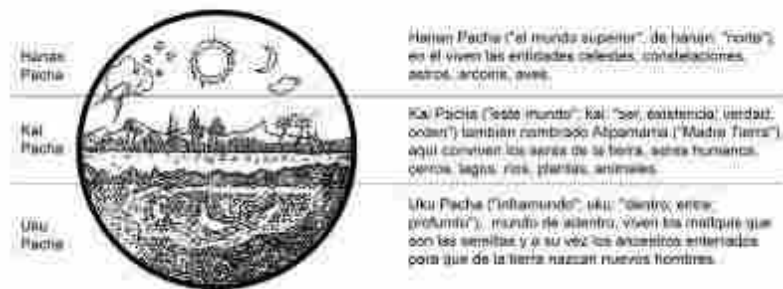 Hanan
Pacha
Hanan Pacha ("el mundo superior", de hanan, "norte"),
en él viven las entidades celestes, constelaciones,
astros, arcoiris, aves.
Kai
Pacha
Kai Pacha ("este mundo"; kai: "ser, existencia, verdad,
orden") también nombrado Allpamama ("Madre Tierra"),
aquí conviven los seres de la tierra, seres humanos,
cerros, lagos, ríos, plantas, animales.
Uku
Pacha
Uku Pacha ("inframundo"; uku: "dentro, entre,
profundo"), mundo de adentro, viven los mallquis que
son las semillas y a su vez los ancestros enterrados
para que de la tierra nazcan nuevos hombres.